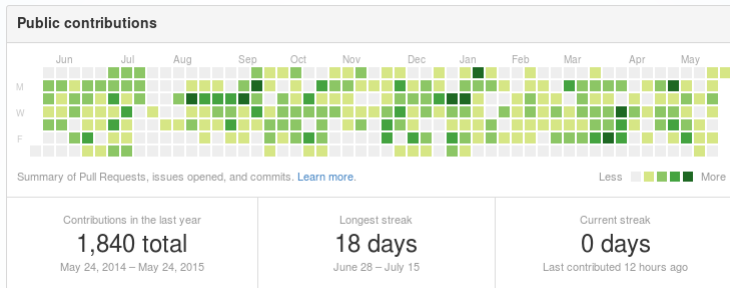 Public contributions
Jun Jul Aug Sep Oct Nov Dec Jan Feb Mar Apr May
M
W
F
Summary of Pull Requests, issues opened, and commits. Learn more.
Less More
Contributions in the last year
1,840 total
May 24, 2014 – May 24, 2015
Longest streak
18 days
June 28 – July 15
Current streak
0 days
Last contributed 12 hours ago